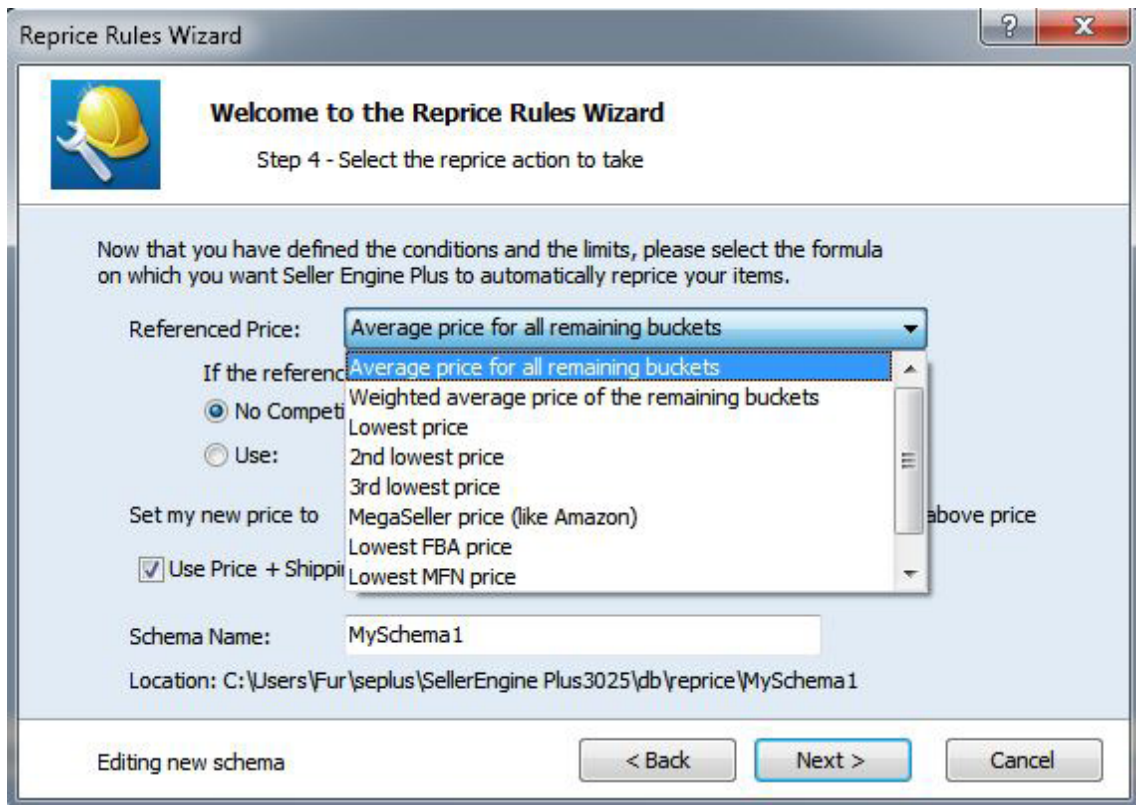 Reprice Rules Wizard
Welcome to the Reprice Rules Wizard
Step 4 - Select the reprice action to take
Now that you have defined the conditions and the limits, please select the formula
on which you want Seller Engine Plus to automatically reprice your items.
Referenced Price: Average price for all remaining buckets
If the referenc
Average price for all remaining buckets
No Competi
Weighted average price of the remaining buckets
Lowest price
Use:
2nd lowest price
3rd lowest price
Set my new price to
MegaSeller price (like Amazon)
above price
Lowest FBA price
Use Price + Shippi
Lowest MFN price
Schema Name: MySchema1
Location: C:\Users\Fur\seplus\SellerEngine Plus3025\db\reprice\MySchema1
Editing new schema
< Back Next > Cancel